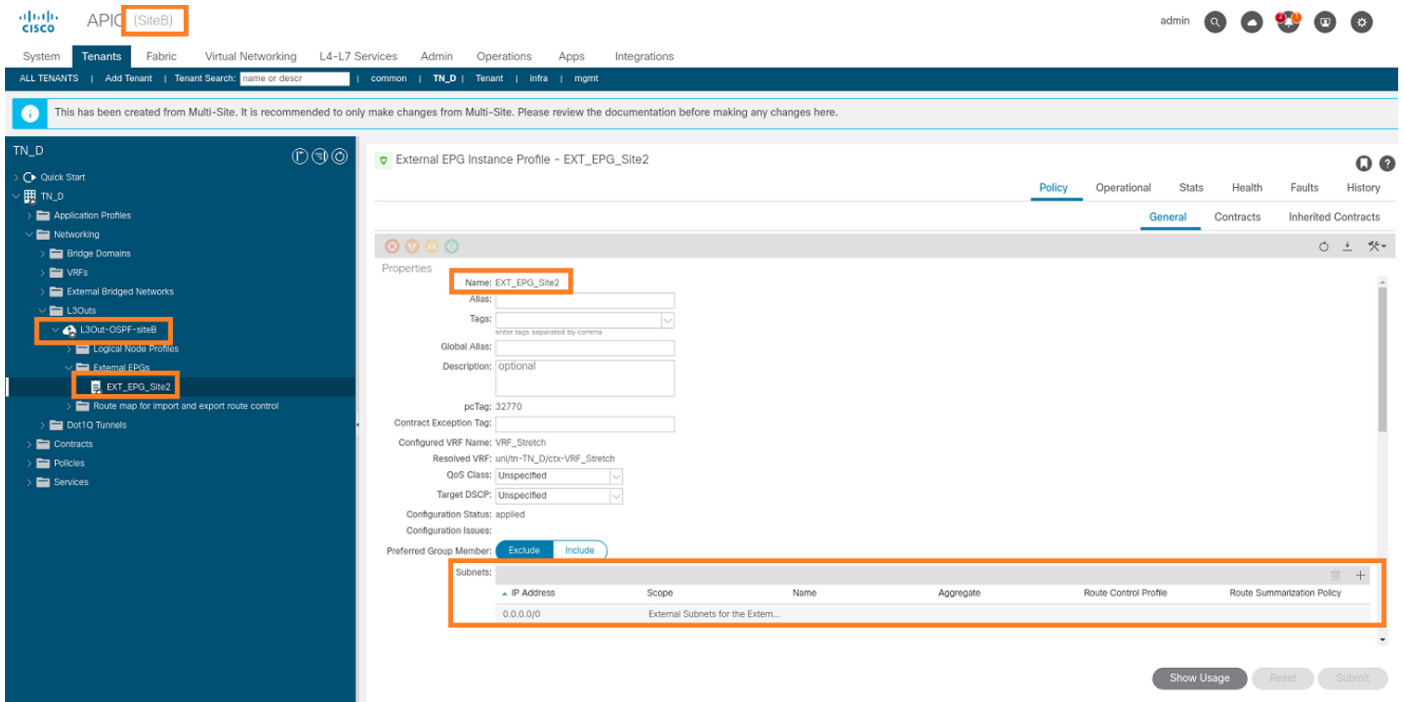 CISCO APIC (SiteB) admin 2 1
System Tenants Fabric Virtual Networking L4-L7 Services Admin Operations Apps Integrations
ALL TENANTS | Add Tenant | Tenant Search: name or descr | common | TN_D | Tenant | infra | mgmt
i This has been created from Multi-Site. It is recommended to only make changes from Multi-Site. Please review the documentation before making any changes here.
TN_D
Quick Start
TN_D
Application Profiles
Networking
Bridge Domains
VRFs
External Bridged Networks
L3Outs
L3Out-OSPF-siteB
Logical Node Profiles
External EPGs
EXT_EPG_Site2
Route map for import and export route control
Dot1Q Tunnels
Contracts
Policies
Services
External EPG Instance Profile - EXT_EPG_Site2
Policy Operational Stats Health Faults History
General Contracts Inherited Contracts
Properties
Name: EXT_EPG_Site2
Alias:
Tags:
enter tags separated by comma
Global Alias:
Description: optional
pcTag: 32770
Contract Exception Tag:
Configured VRF Name: VRF_Stretch
Resolved VRF: uni/tn-TN_D/ctx-VRF_Stretch
QoS Class: Unspecified
Target DSCP: Unspecified
Configuration Status: applied
Configuration Issues:
Preferred Group Member: Exclude Include
Subnets:
IP Address Scope Name Aggregate Route Control Profile Route Summarization Policy
0.0.0.0/0 External Subnets for the Extern...
Show Usage Reset Submit